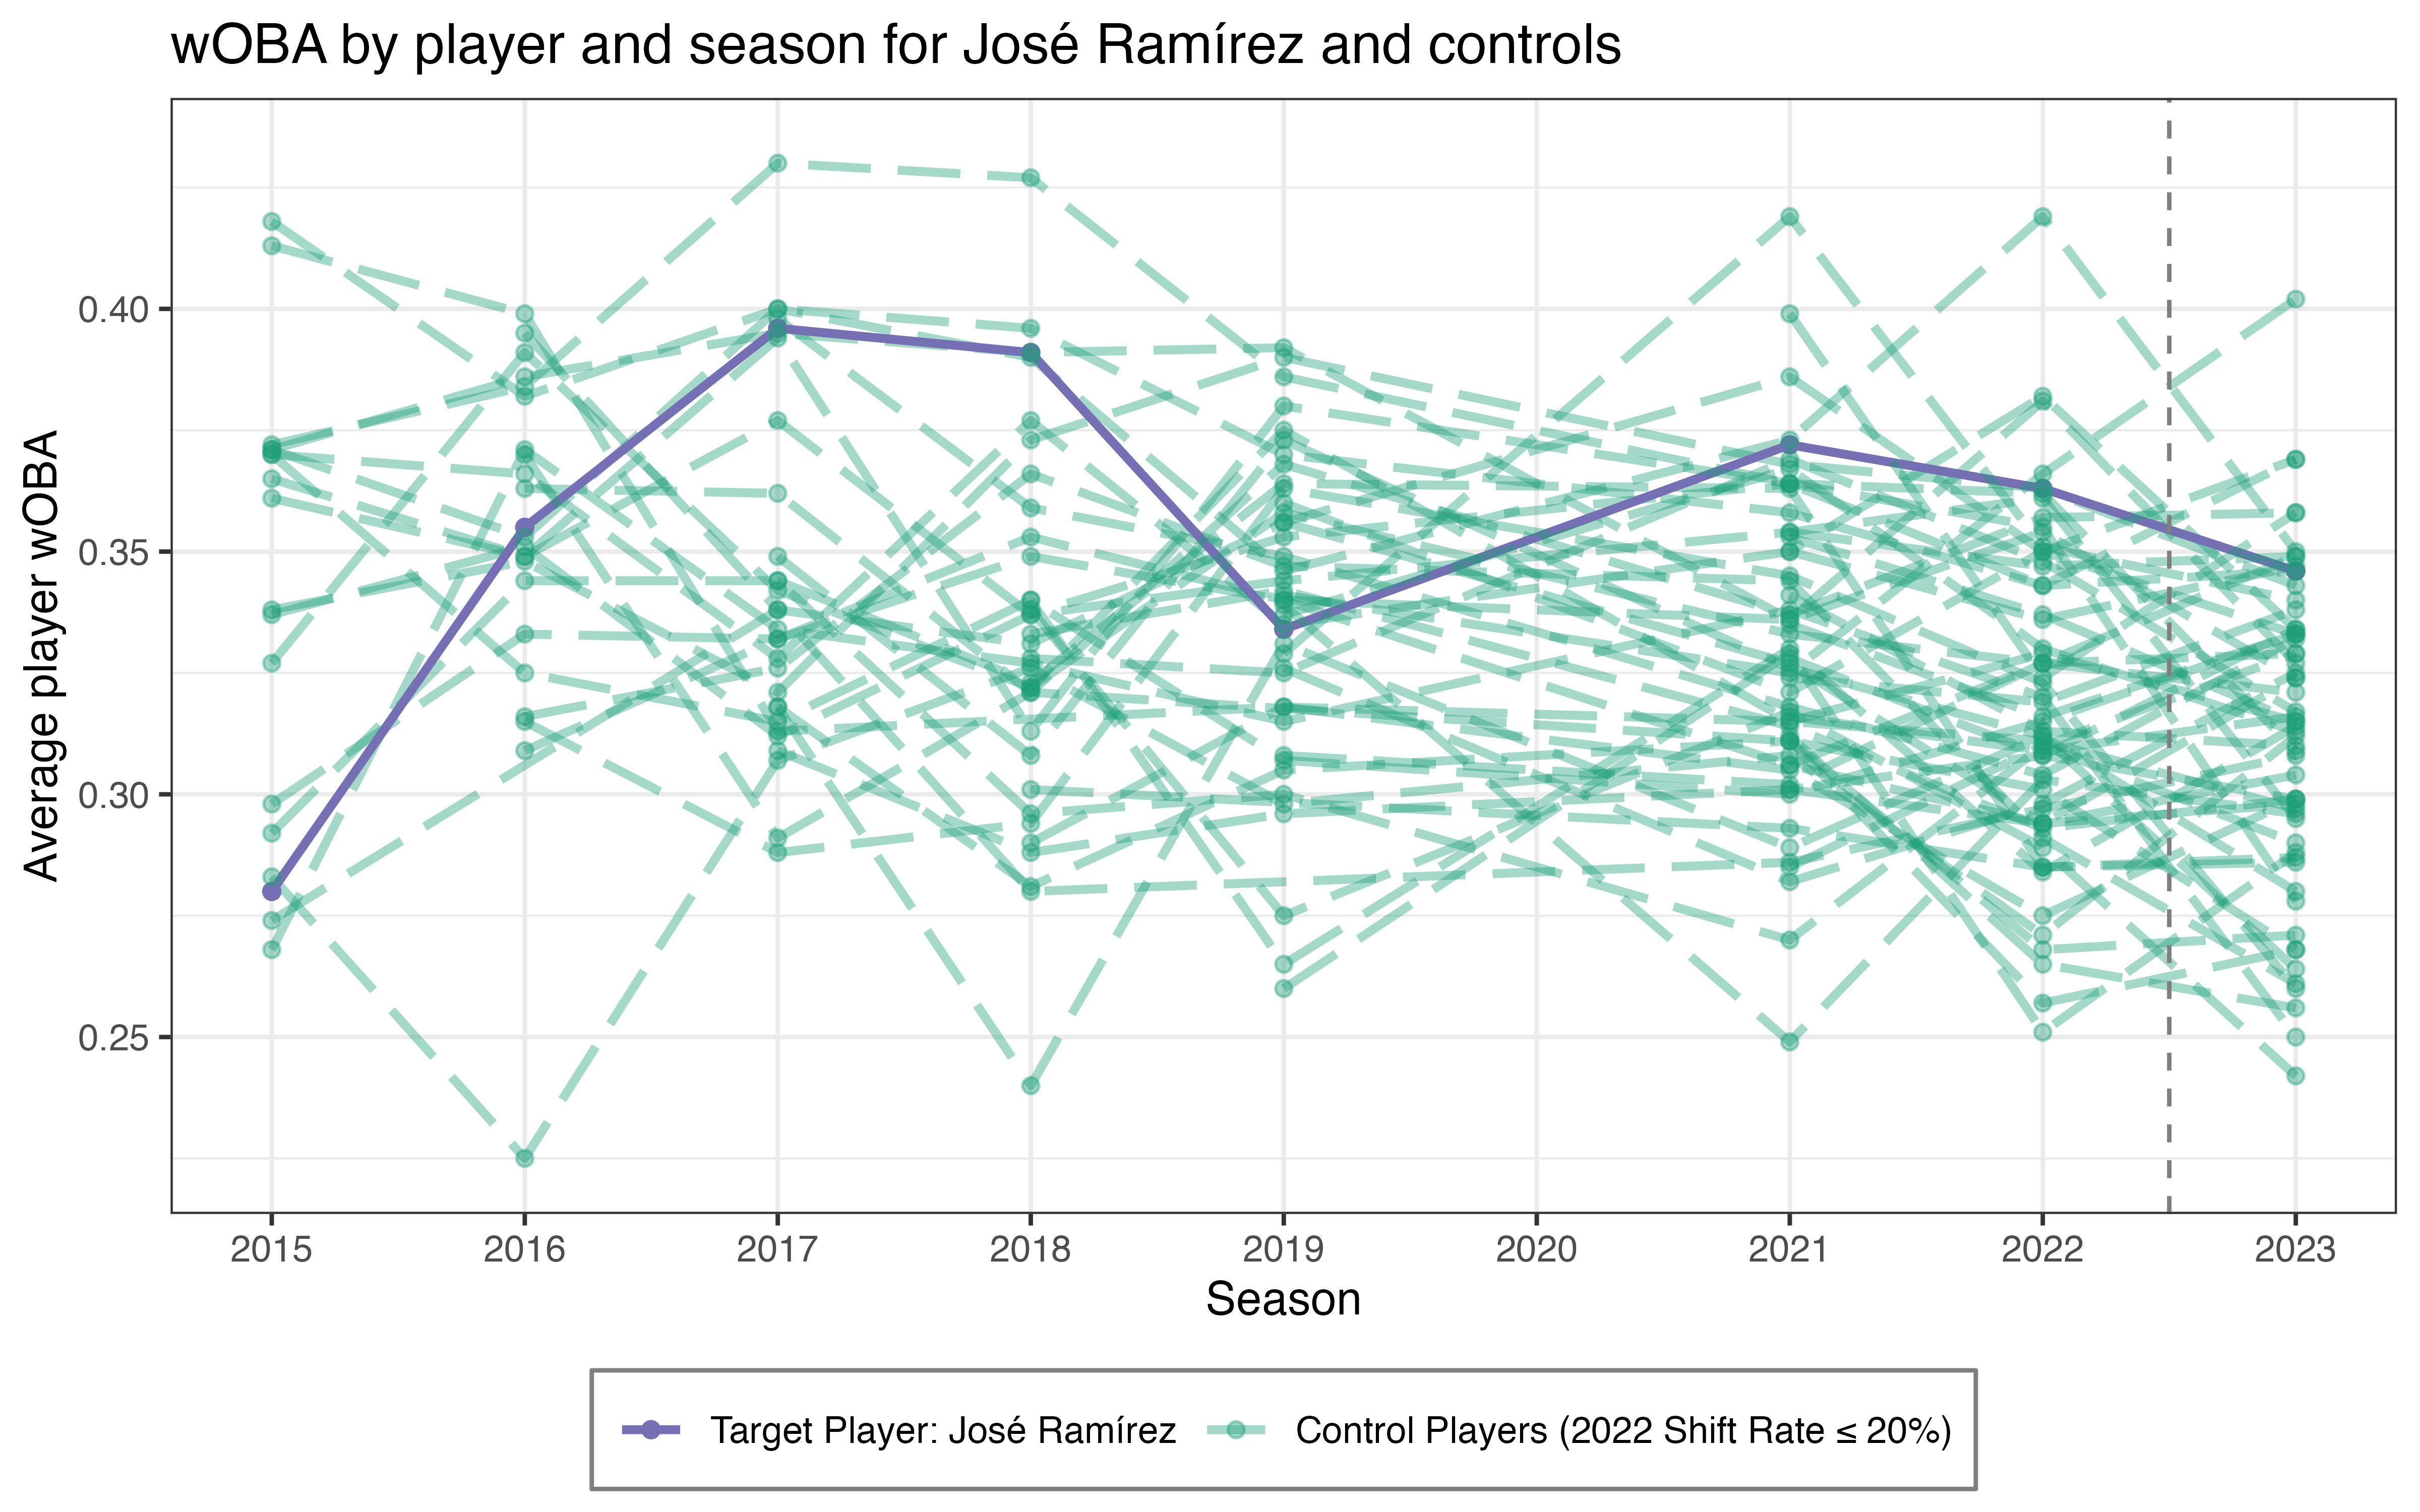 wOBA by player and season for José Ramírez and controls
Average player wOBA
0.40
0.35
0.30
0.25
2015 2016 2017 2018 2019 2020 2021 2022 2023
Season
Target Player: José Ramírez Control Players (2022 Shift Rate ≤ 20%)